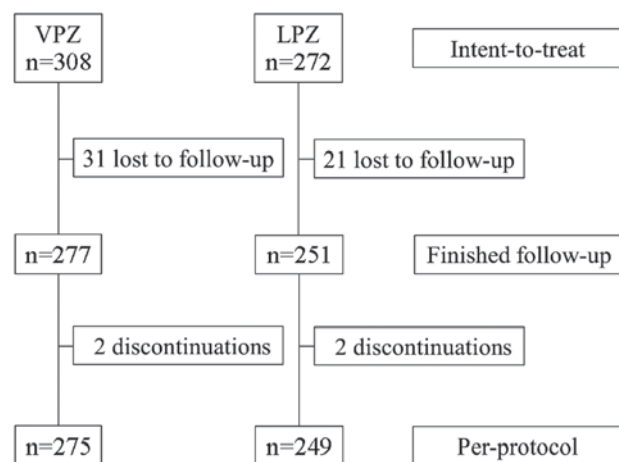 VPZ
n=308
LPZ
n=272
Intent-to-treat
31 lost to follow-up
21 lost to follow-up
n=277
n=251
Finished follow-up
2 discontinuations
2 discontinuations
n=275
n=249
Per-protocol